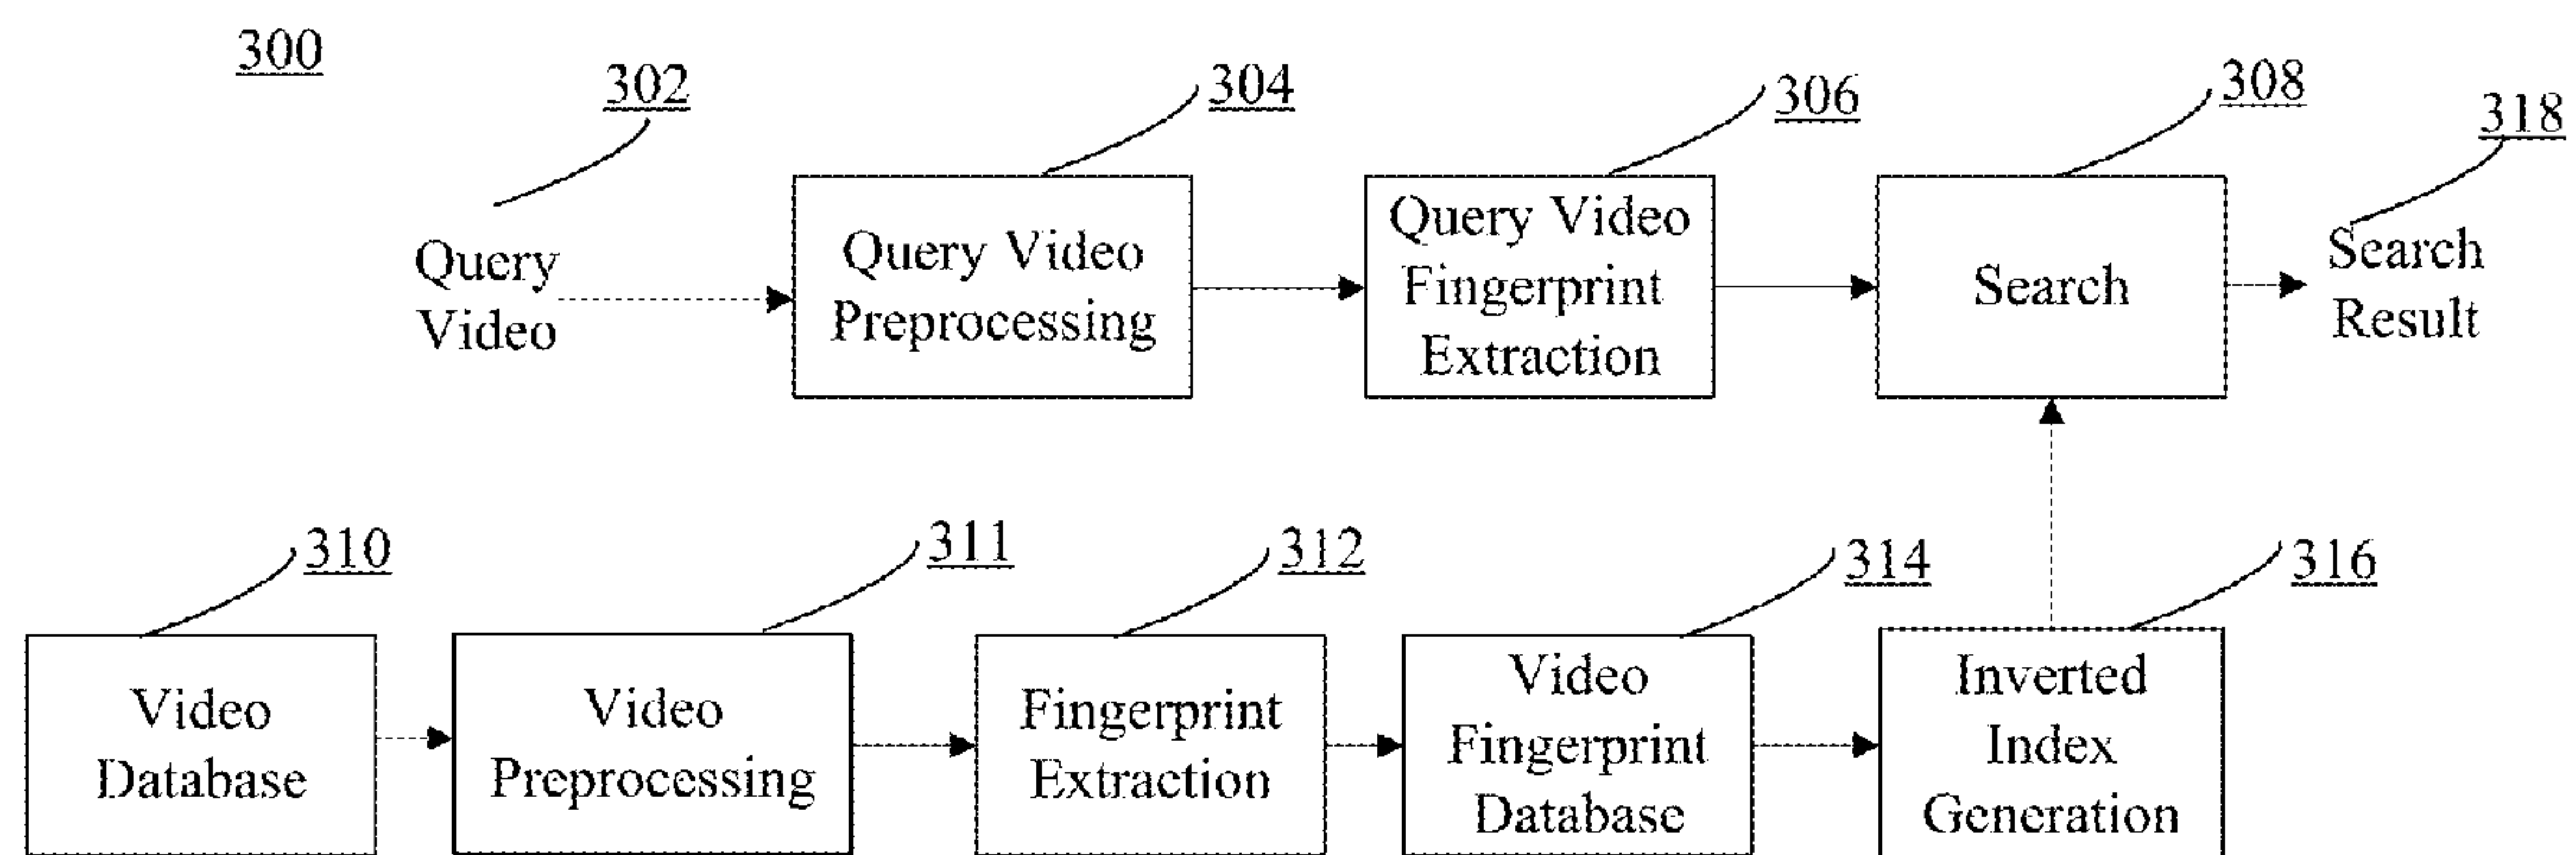 300
302
304
306
308
318
Query
Video
Query Video
Preprocessing
Query Video
Fingerprint
Extraction
Search
Search
Result
310
311
312
314
316
Video
Database
Video
Preprocessing
Fingerprint
Extraction
Video
Fingerprint
Database
Inverted
Index
Generation